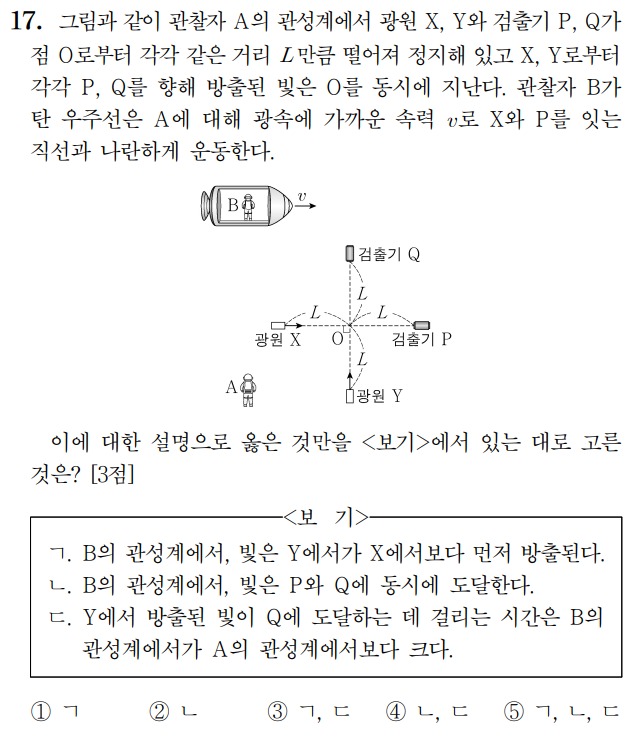 17. 그림과 같이 관찰자 A의 관성계에서 광원 X, Y와 검출기 P, Q가
점 O로부터 각각 같은 거리 L만큼 떨어져 정지해 있고 X, Y로부터
각각 P, Q를 향해 방출된 빛은 O를 동시에 지난다. 관찰자 B가
탄 우주선은 A에 대해 광속에 가까운 속력 v로 X와 P를 잇는
직선과 나란하게 운동한다.
B
v
검출기 Q
L
L
L
광원 X
O
검출기 P
L
A
광원 Y
이에 대한 설명으로 옳은 것만을 <보기>에서 있는 대로 고른
것은? [3점]
<보 기>
ㄱ. B의 관성계에서, 빛은 Y에서가 X에서보다 먼저 방출된다.
ㄴ. B의 관성계에서, 빛은 P와 Q에 동시에 도달한다.
ㄷ. Y에서 방출된 빛이 Q에 도달하는 데 걸리는 시간은 B의
관성계에서가 A의 관성계에서보다 크다.
① ㄱ ② ㄴ ③ ㄱ, ㄷ ④ ㄴ, ㄷ ⑤ ㄱ, ㄴ, ㄷ